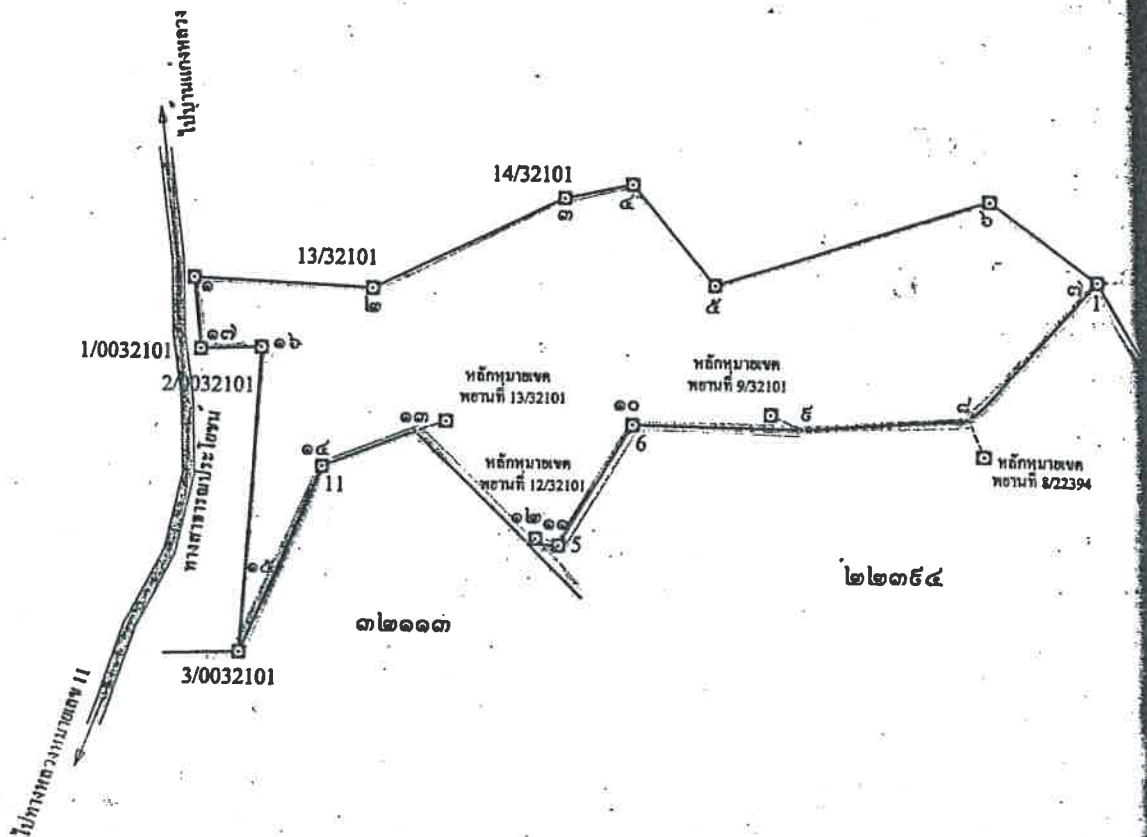 ไปบ้านแก่งหลวง
14/32101
๔
๓
๖
13/32101
๑
๒
๕
๗
1
1/0032101
๑๗
๑๖
2/0032101
หลักหมายเขต
พยานที่ 13/32101
หลักหมายเขต
พยานที่ 9/32101
๑๓
๑๐
๙
๘
6
๑๔
11
หลักหมายเขต
พยานที่ 12/32101
หลักหมายเขต
พยานที่ 8/22394
ทางสาธารณประโยชน์
๑๒
๑๑
5
๑๕
๒๒๓๙๔
๓๒๑๑๓
3/0032101
ไปทางหลวงหมายเลข 11